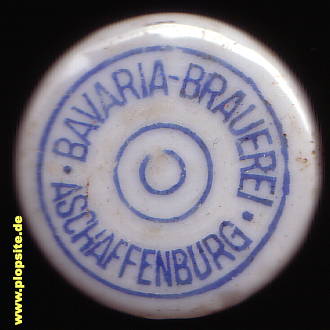 • BAVARIA-BRAUEREI •
ASCHAFFENBURG
www.plopsite.de